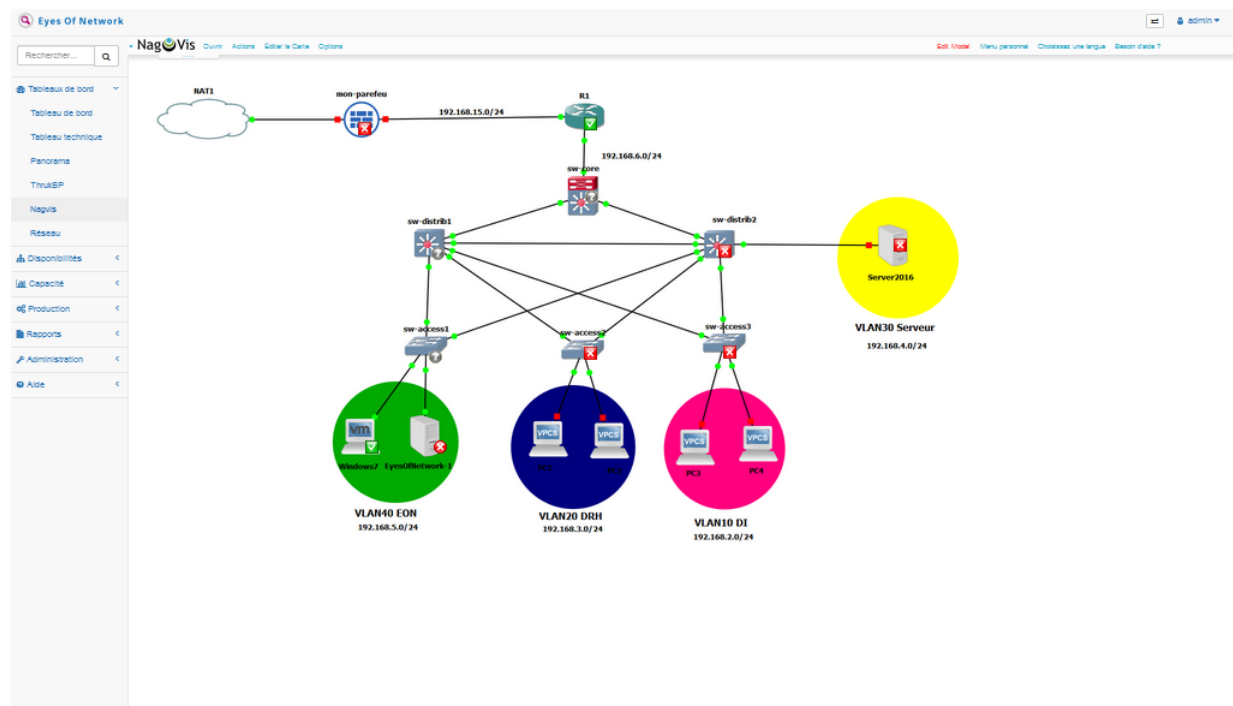 Eyes Of Network
admin
Rechercher...
NagVis Ouvrir Actions Éditer la Carte Options
Edit Mode! Menu personnel Choisissez une langue Besoin d'aide ?
Tableaux de bord
Tableau de bord
Tableau technique
Panorama
ThrukBP
Nagvis
Réseau
Disponibilités
Capacité
Production
Rapports
Administration
Aide
NAT1
mon-parefeu
192.168.15.0/24
R1
192.168.6.0/24
sw-core
sw-distrib1
sw-distrib2
Server2016
VLAN30 Serveur
192.168.4.0/24
sw-access1
sw-access2
sw-access3
vm
Windows7
EyesOfNetwork-1
VLAN40 EON
192.168.5.0/24
VPCS
VPCS
PC1
VLAN20 DRH
192.168.3.0/24
VPCS
VPCS
PC3
PC4
VLAN10 DI
192.168.2.0/24